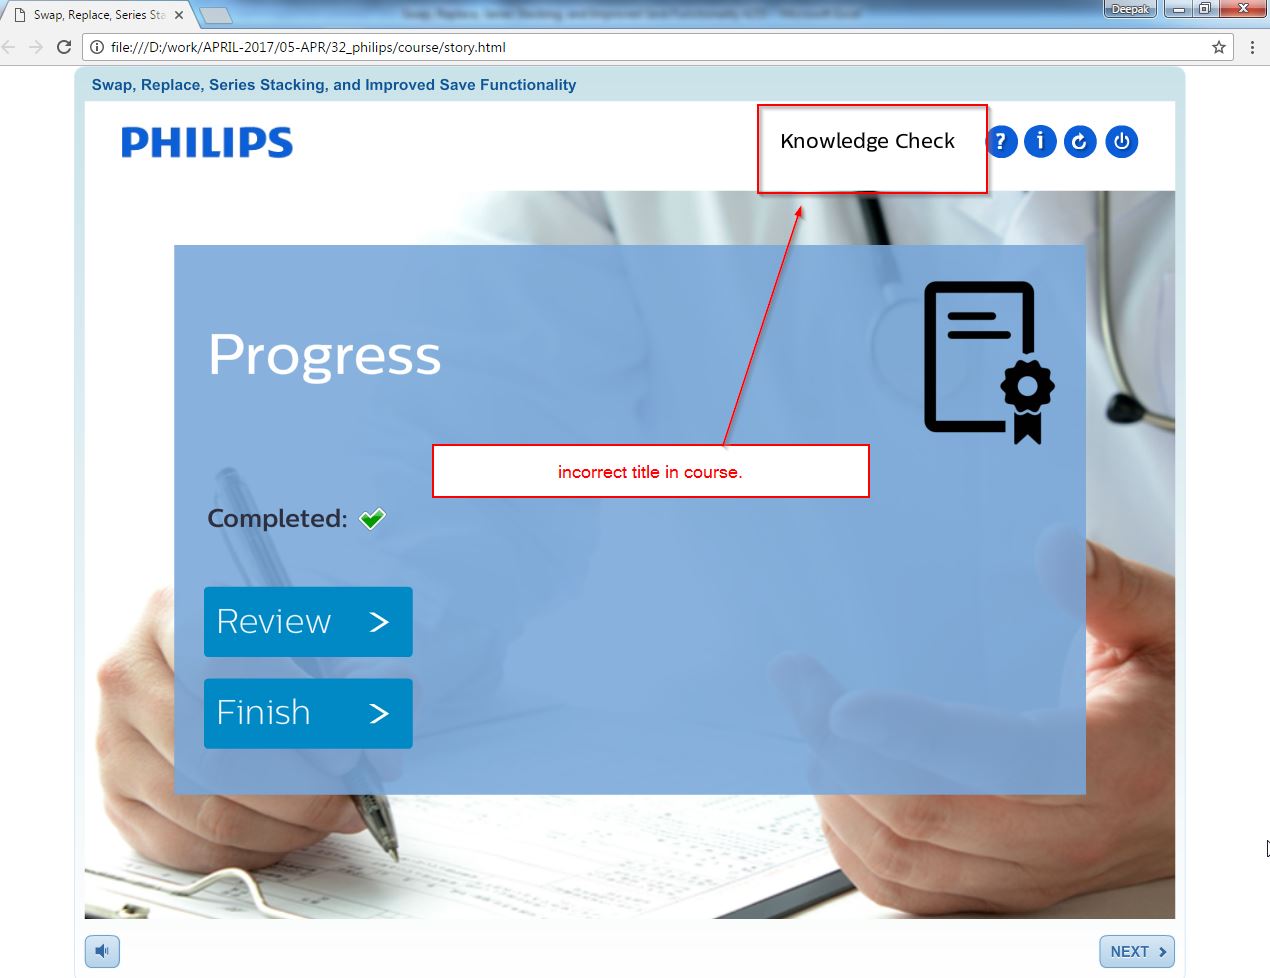 Swap, Replace, Series Sta
Deepak
file:///D:/work/APRIL-2017/05-APR/32_philips/course/story.html
Swap, Replace, Series Stacking, and Improved Save Functionality
PHILIPS
Knowledge Check
? i
Progress
incorrect title in course.
Completed:
Review >
Finish >
NEXT >